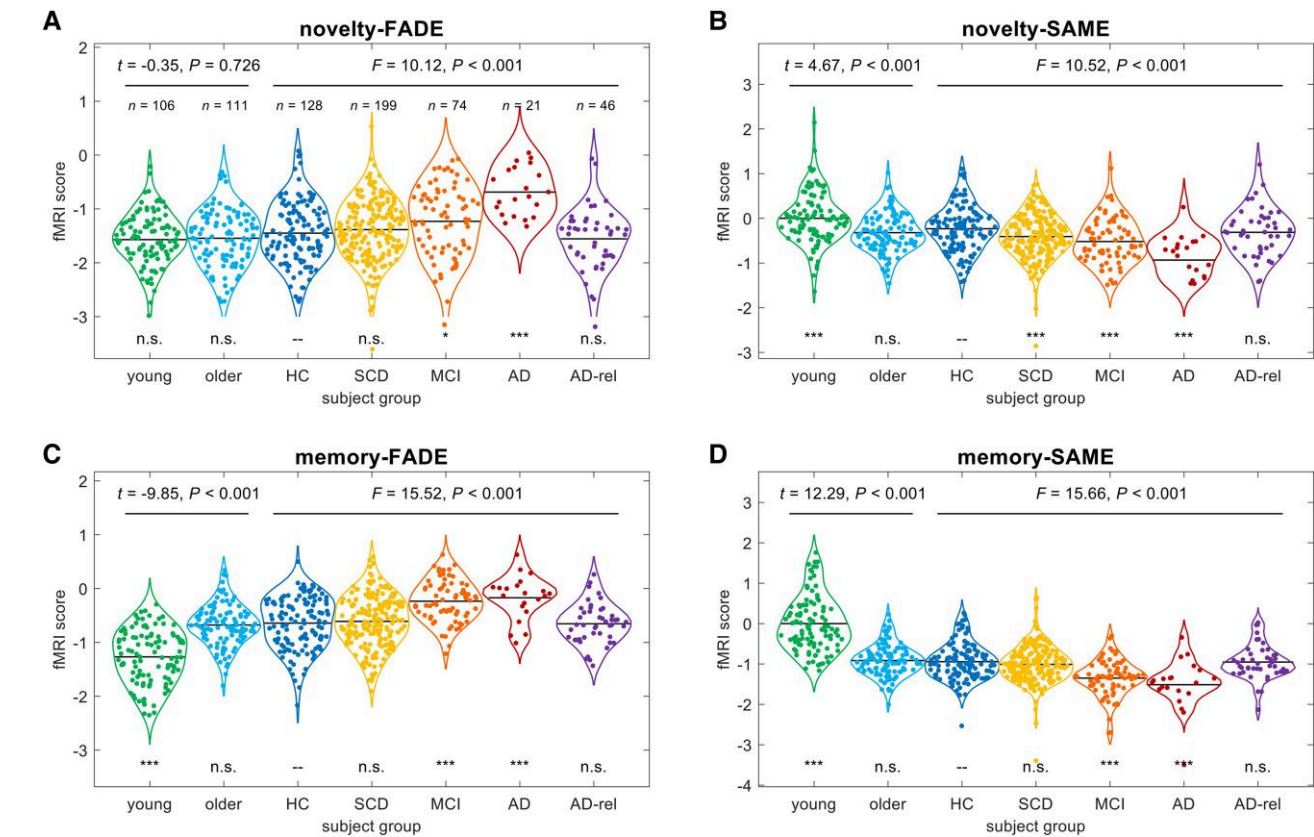 A
novelty-FADE
2
t = -0.35, P = 0.726
F = 10.12, P < 0.001
1
n = 106
n = 111
n = 128
n = 199
n = 74
n = 21
n = 46
0
fMRI score
-1
-2
-3
n.s.
n.s.
--
n.s.
*
***
n.s.
young
older
HC
SCD
MCI
AD
AD-rel
subject group
B
novelty-SAME
3
t = 4.67, P < 0.001
F = 10.52, P < 0.001
2
1
fMRI score
0
-1
-2
-3
***
n.s.
--
***
***
***
n.s.
young
older
HC
SCD
MCI
AD
AD-rel
subject group
C
memory-FADE
2
t = -9.85, P < 0.001
F = 15.52, P < 0.001
1
0
fMRI score
-1
-2
-3
***
n.s.
--
n.s.
***
***
n.s.
young
older
HC
SCD
MCI
AD
AD-rel
subject group
D
memory-SAME
3
t = 12.29, P < 0.001
F = 15.66, P < 0.001
2
1
0
fMRI score
-1
-2
-3
-4
***
n.s.
--
n.s.
***
***
n.s.
young
older
HC
SCD
MCI
AD
AD-rel
subject group